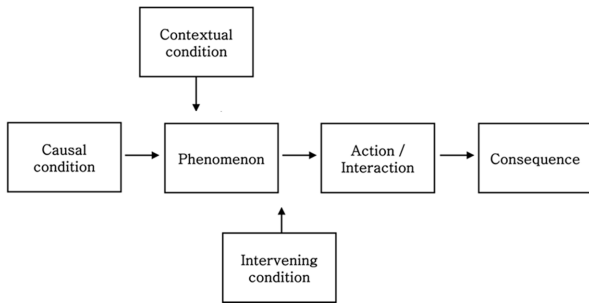 Contextual
condition
Causal
condition
Phenomenon
Action /
Interaction
Consequence
Intervening
condition